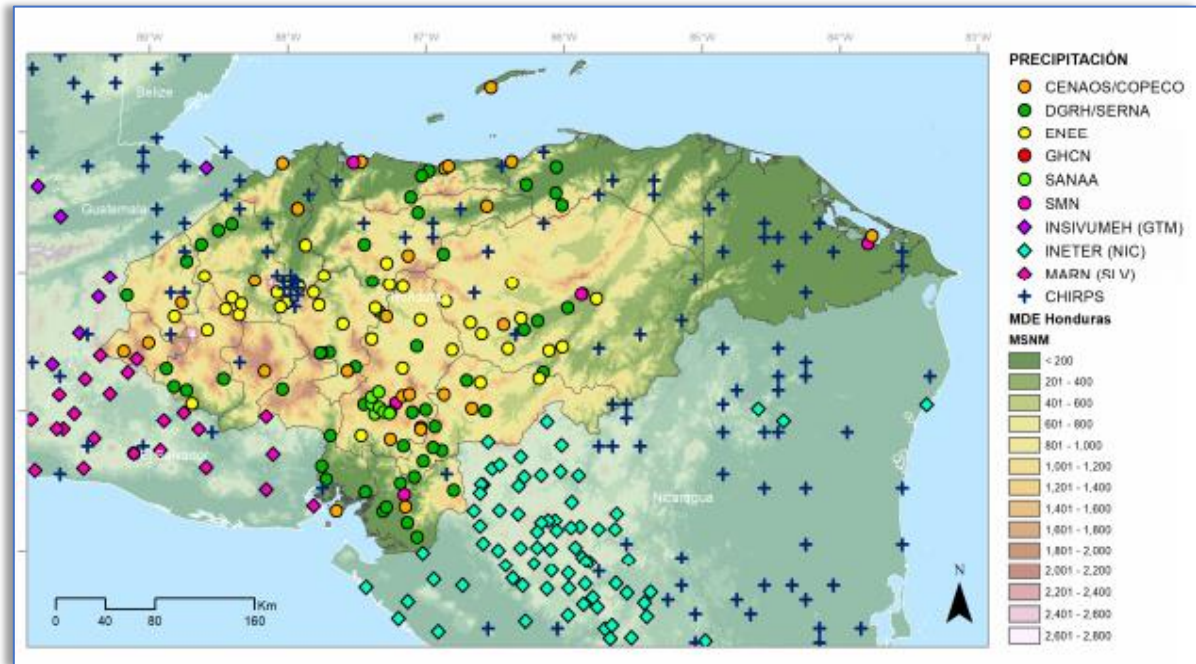 89°W 88°W 87°W 86°W 85°W 84°W 83°W
Belize
Guatemala
Honduras
El Salvador
Nicaragua
Km
0 40 80 160
N
PRECIPITACIÓN
CENAOS/COPECO
DGRH/SERNA
ENEE
GHCN
SANAA
SMN
INSIVUMEH (GTM)
INETER (NIC)
MARN (SLV)
CHIRPS
MDE Honduras
MSNM
< 200
201 - 400
401 - 600
601 - 800
801 - 1,000
1,001 - 1,200
1,201 - 1,400
1,401 - 1,600
1,601 - 1,800
1,801 - 2,000
2,001 - 2,200
2,201 - 2,400
2,401 - 2,600
2,601 - 2,800